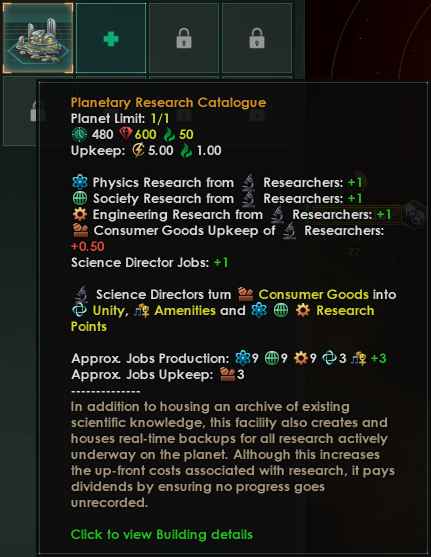 Planetary Research Catalogue
Planet Limit: 1/1
480 600 50
Upkeep: 5.00 1.00
Physics Research from Researchers: +1
Society Research from Researchers: +1
Engineering Research from Researchers: +1
Consumer Goods Upkeep of Researchers:
+0.50
Science Director Jobs: +1
Science Directors turn Consumer Goods into
Unity, Amenities and Research
Points
Approx. Jobs Production: 9 9 9 3 +3
Approx. Jobs Upkeep: 3
--------------
In addition to housing an archive of existing
scientific knowledge, this facility also creates and
houses real-time backups for all research actively
underway on the planet. Although this increases
the up-front costs associated with research, it pays
dividends by ensuring no progress goes
unrecorded.
Click to view Building details
27